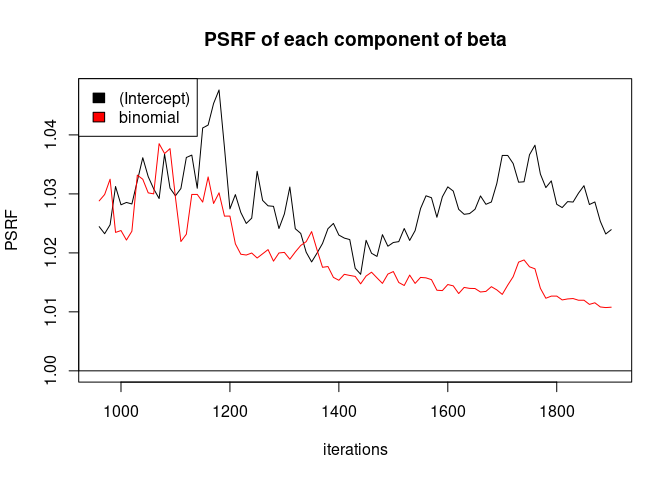 PSRF of each component of beta
(Intercept)
binomial
PSRF
1.04
1.03
1.02
1.01
1.00
1000 1200 1400 1600 1800
iterations